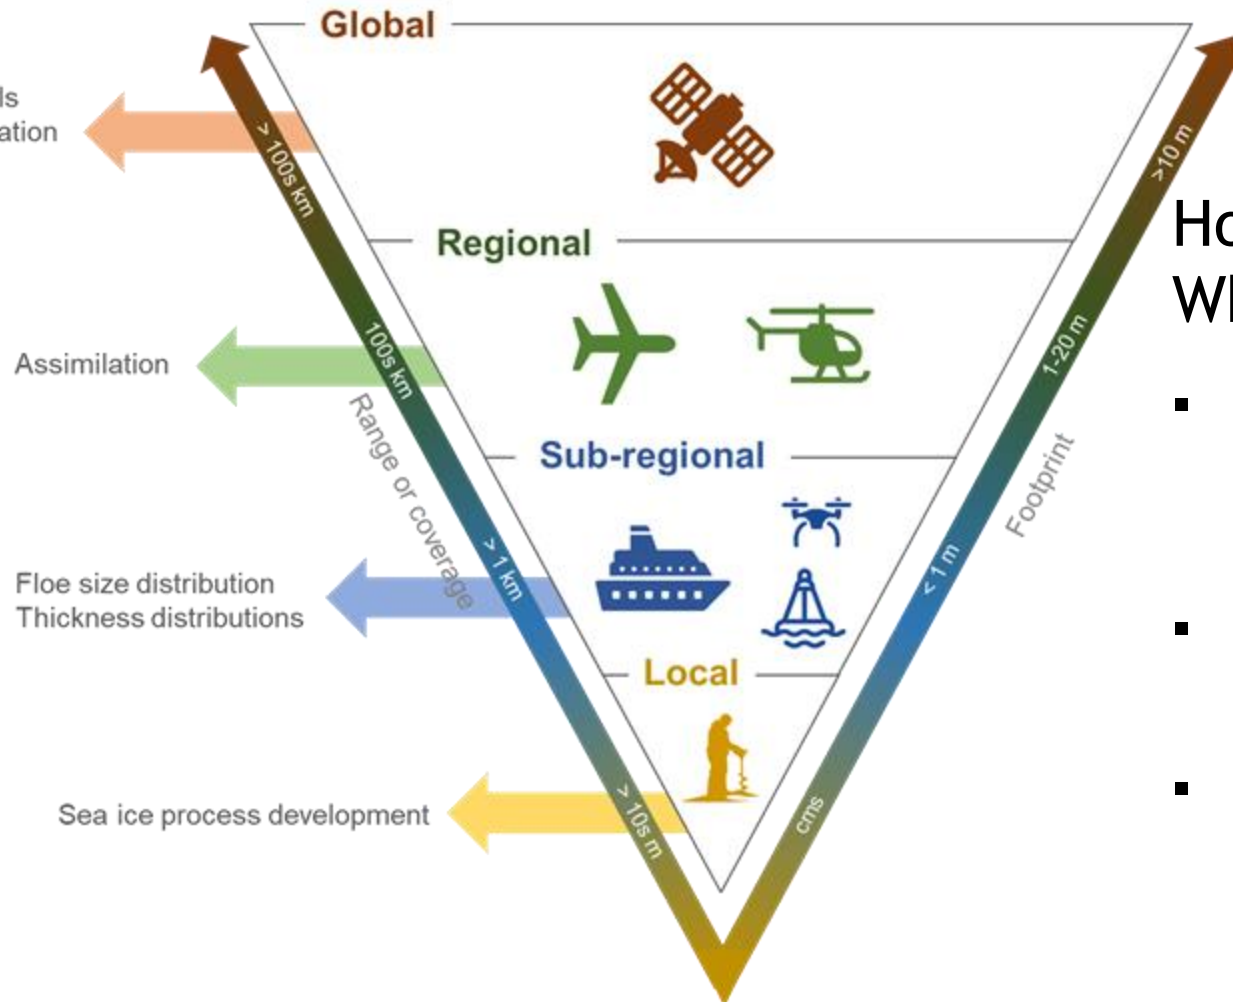 Global
> 100s km
>10 m
Regional
Assimilation
100s km
1-20 m
Range or coverage
Footprint
Sub-regional
Floe size distribution
Thickness distributions
> 1 km
< 1 m
Local
Sea ice process development
> 10s m
cms